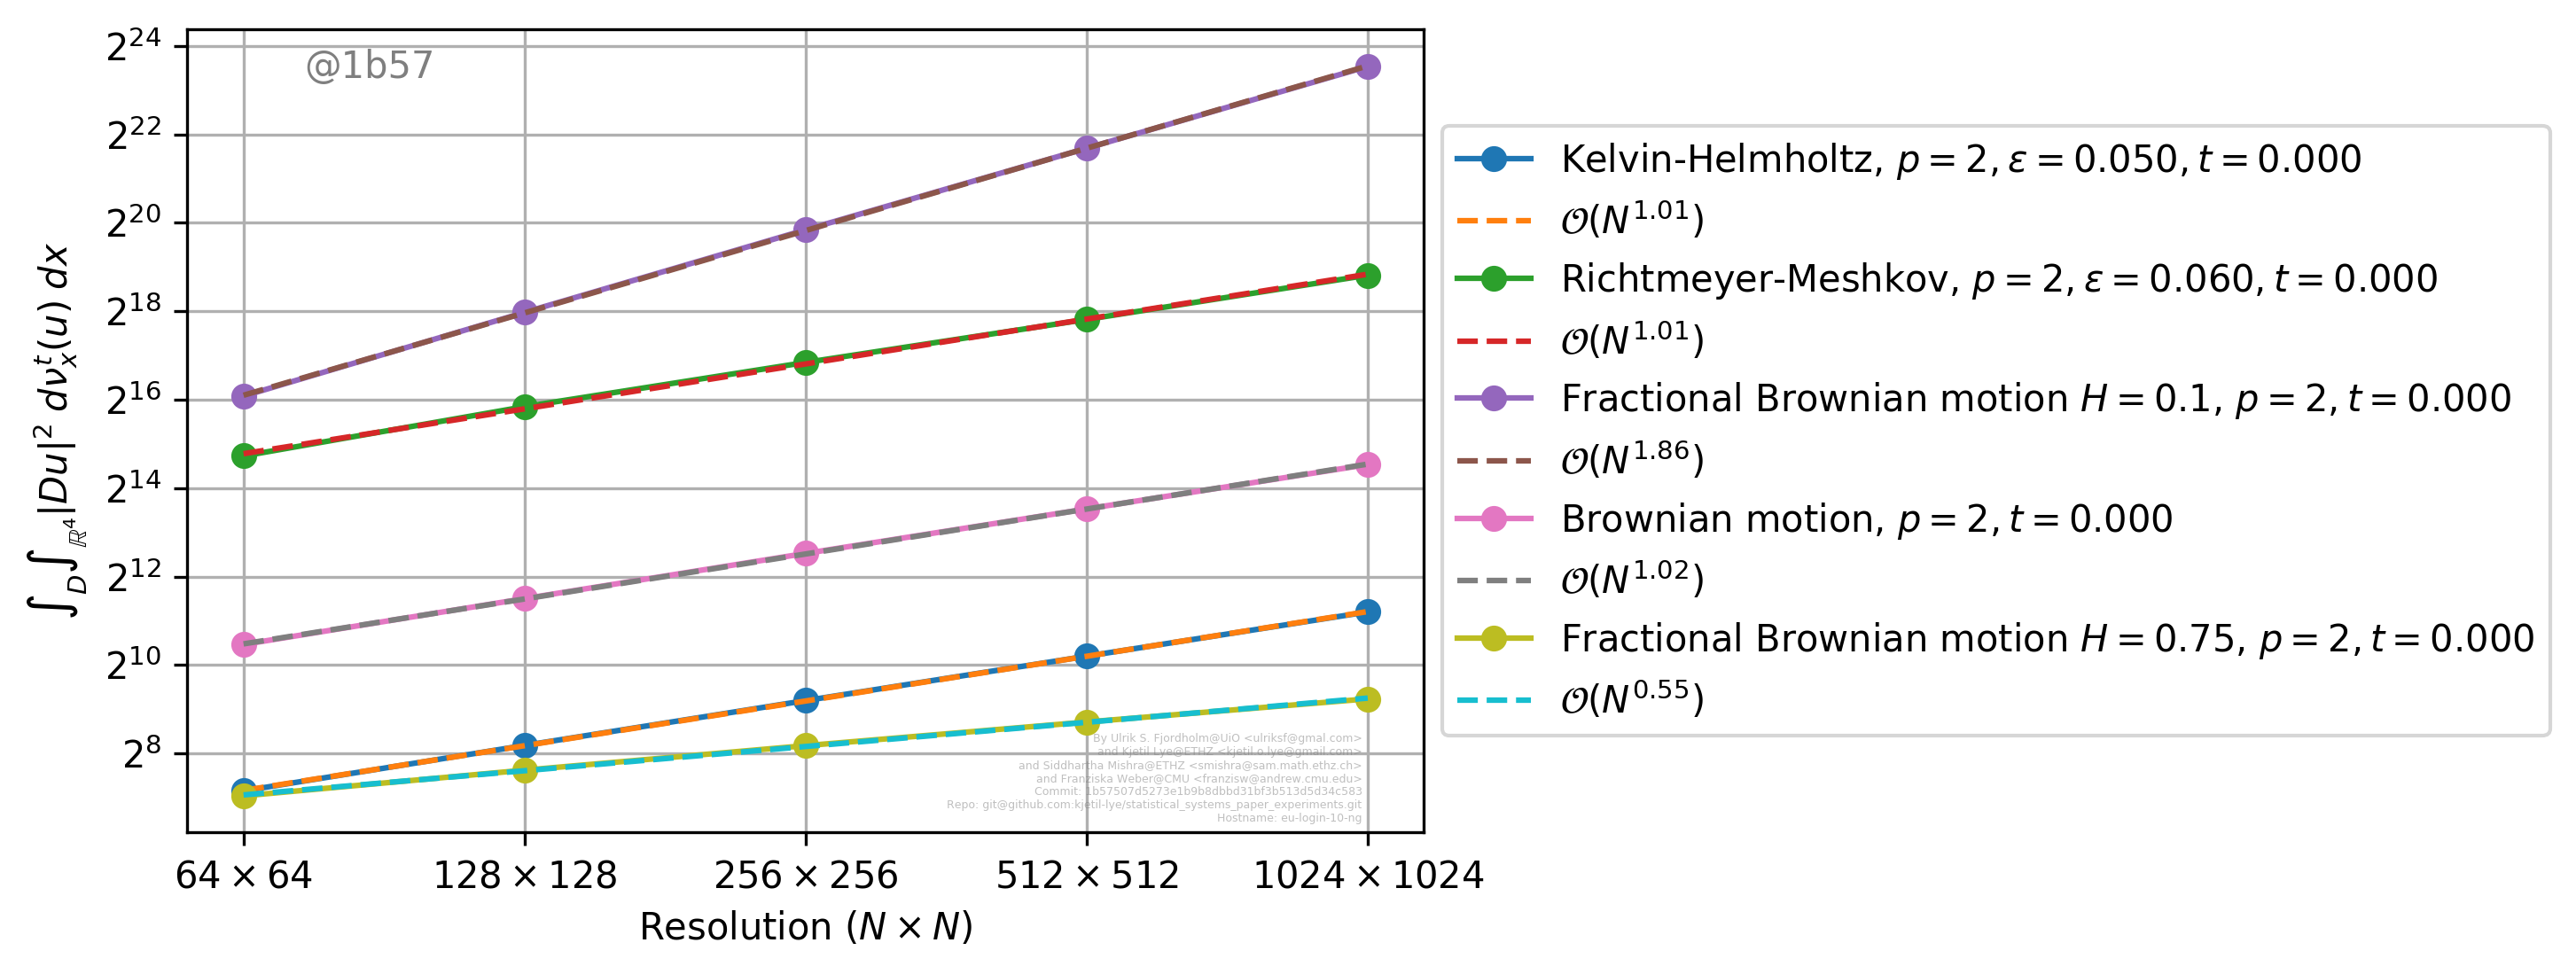 @1b57
2^24
2^22
2^20
2^18
2^16
2^14
2^12
2^10
2^8
∫_D ∫_{ℝ^4} |Du|^2 dν_x^t(u) dx
64 × 64
128 × 128
256 × 256
512 × 512
1024 × 1024
Resolution (N × N)
Kelvin-Helmholtz, p = 2, ε = 0.050, t = 0.000
𝒪(N^1.01)
Richtmeyer-Meshkov, p = 2, ε = 0.060, t = 0.000
𝒪(N^1.01)
Fractional Brownian motion H = 0.1, p = 2, t = 0.000
𝒪(N^1.86)
Brownian motion, p = 2, t = 0.000
𝒪(N^1.02)
Fractional Brownian motion H = 0.75, p = 2, t = 0.000
𝒪(N^0.55)
By Ulrik S. Fjordholm@UiO <ulriksf@gmal.com>
and Kjetil Lye@ETHZ <kjetil.o.lye@gmail.com>
and Siddhartha Mishra@ETHZ <smishra@sam.math.ethz.ch>
and Franziska Weber@CMU <franzisw@andrew.cmu.edu>
Commit: 1b57507d5273e1b9b8dbbd31bf3b513d5d34c583
Repo: git@github.com:kjetil-lye/statistical_systems_paper_experiments.git
Hostname: eu-login-10-ng